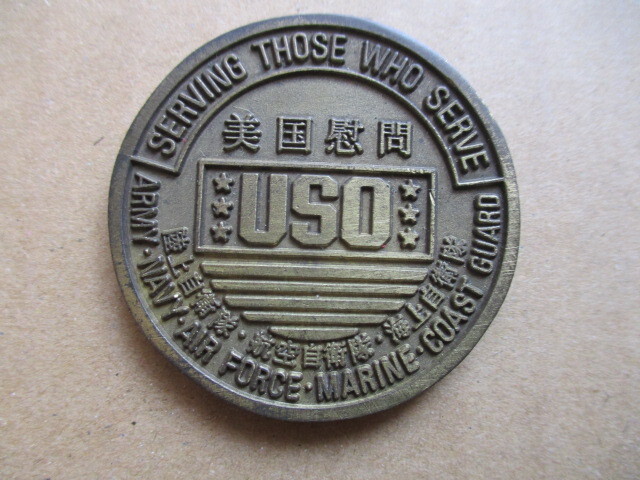 SERVING THOSE WHO SERVE
美国慰問
USO
陸上自衛隊・航空自衛隊・海上自衛隊
ARMY・NAVY・AIR FORCE・MARINE・COAST GUARD